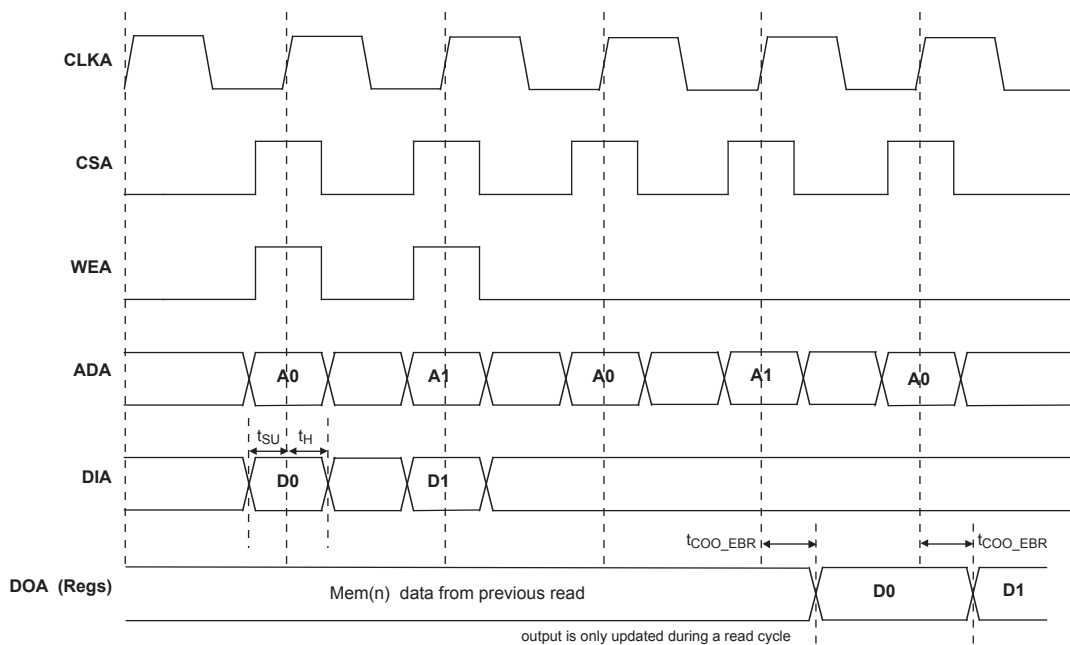 CLKA
CSA
WEA
ADA
A0 A1 A0 A1 A0
tSU tH
DIA
D0 D1
tCOO_EBR tCOO_EBR
DOA (Regs)
Mem(n) data from previous read D0 D1
output is only updated during a read cycle